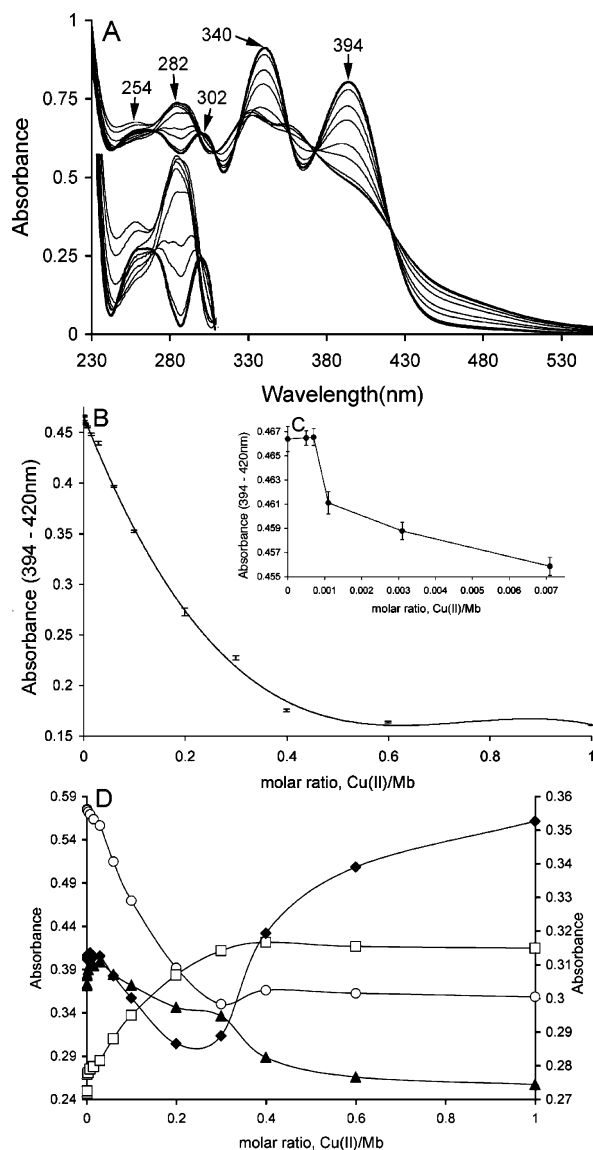 A
1
0.75
0.5
0.25
0
Absorbance
254
282
302
340
394
230 280 330 380 430 480 530
Wavelength(nm)
B
0.45
0.4
0.35
0.3
0.25
0.2
0.15
Absorbance (394 - 420nm)
0 0.2 0.4 0.6 0.8 1
molar ratio, Cu(II)/Mb
C
0.467
0.465
0.463
0.461
0.459
0.457
0.455
Absorbance (394 - 420nm)
0 0.001 0.002 0.003 0.004 0.005 0.006 0.007
molar ratio, Cu(II)/Mb
D
0.59
0.54
0.49
0.44
0.39
0.34
0.29
0.24
Absorbance
0.36
0.35
0.34
0.33
0.32
0.31
0.3
0.29
0.28
0.27
Absorbance
0 0.2 0.4 0.6 0.8 1
molar ratio, Cu(II)/Mb